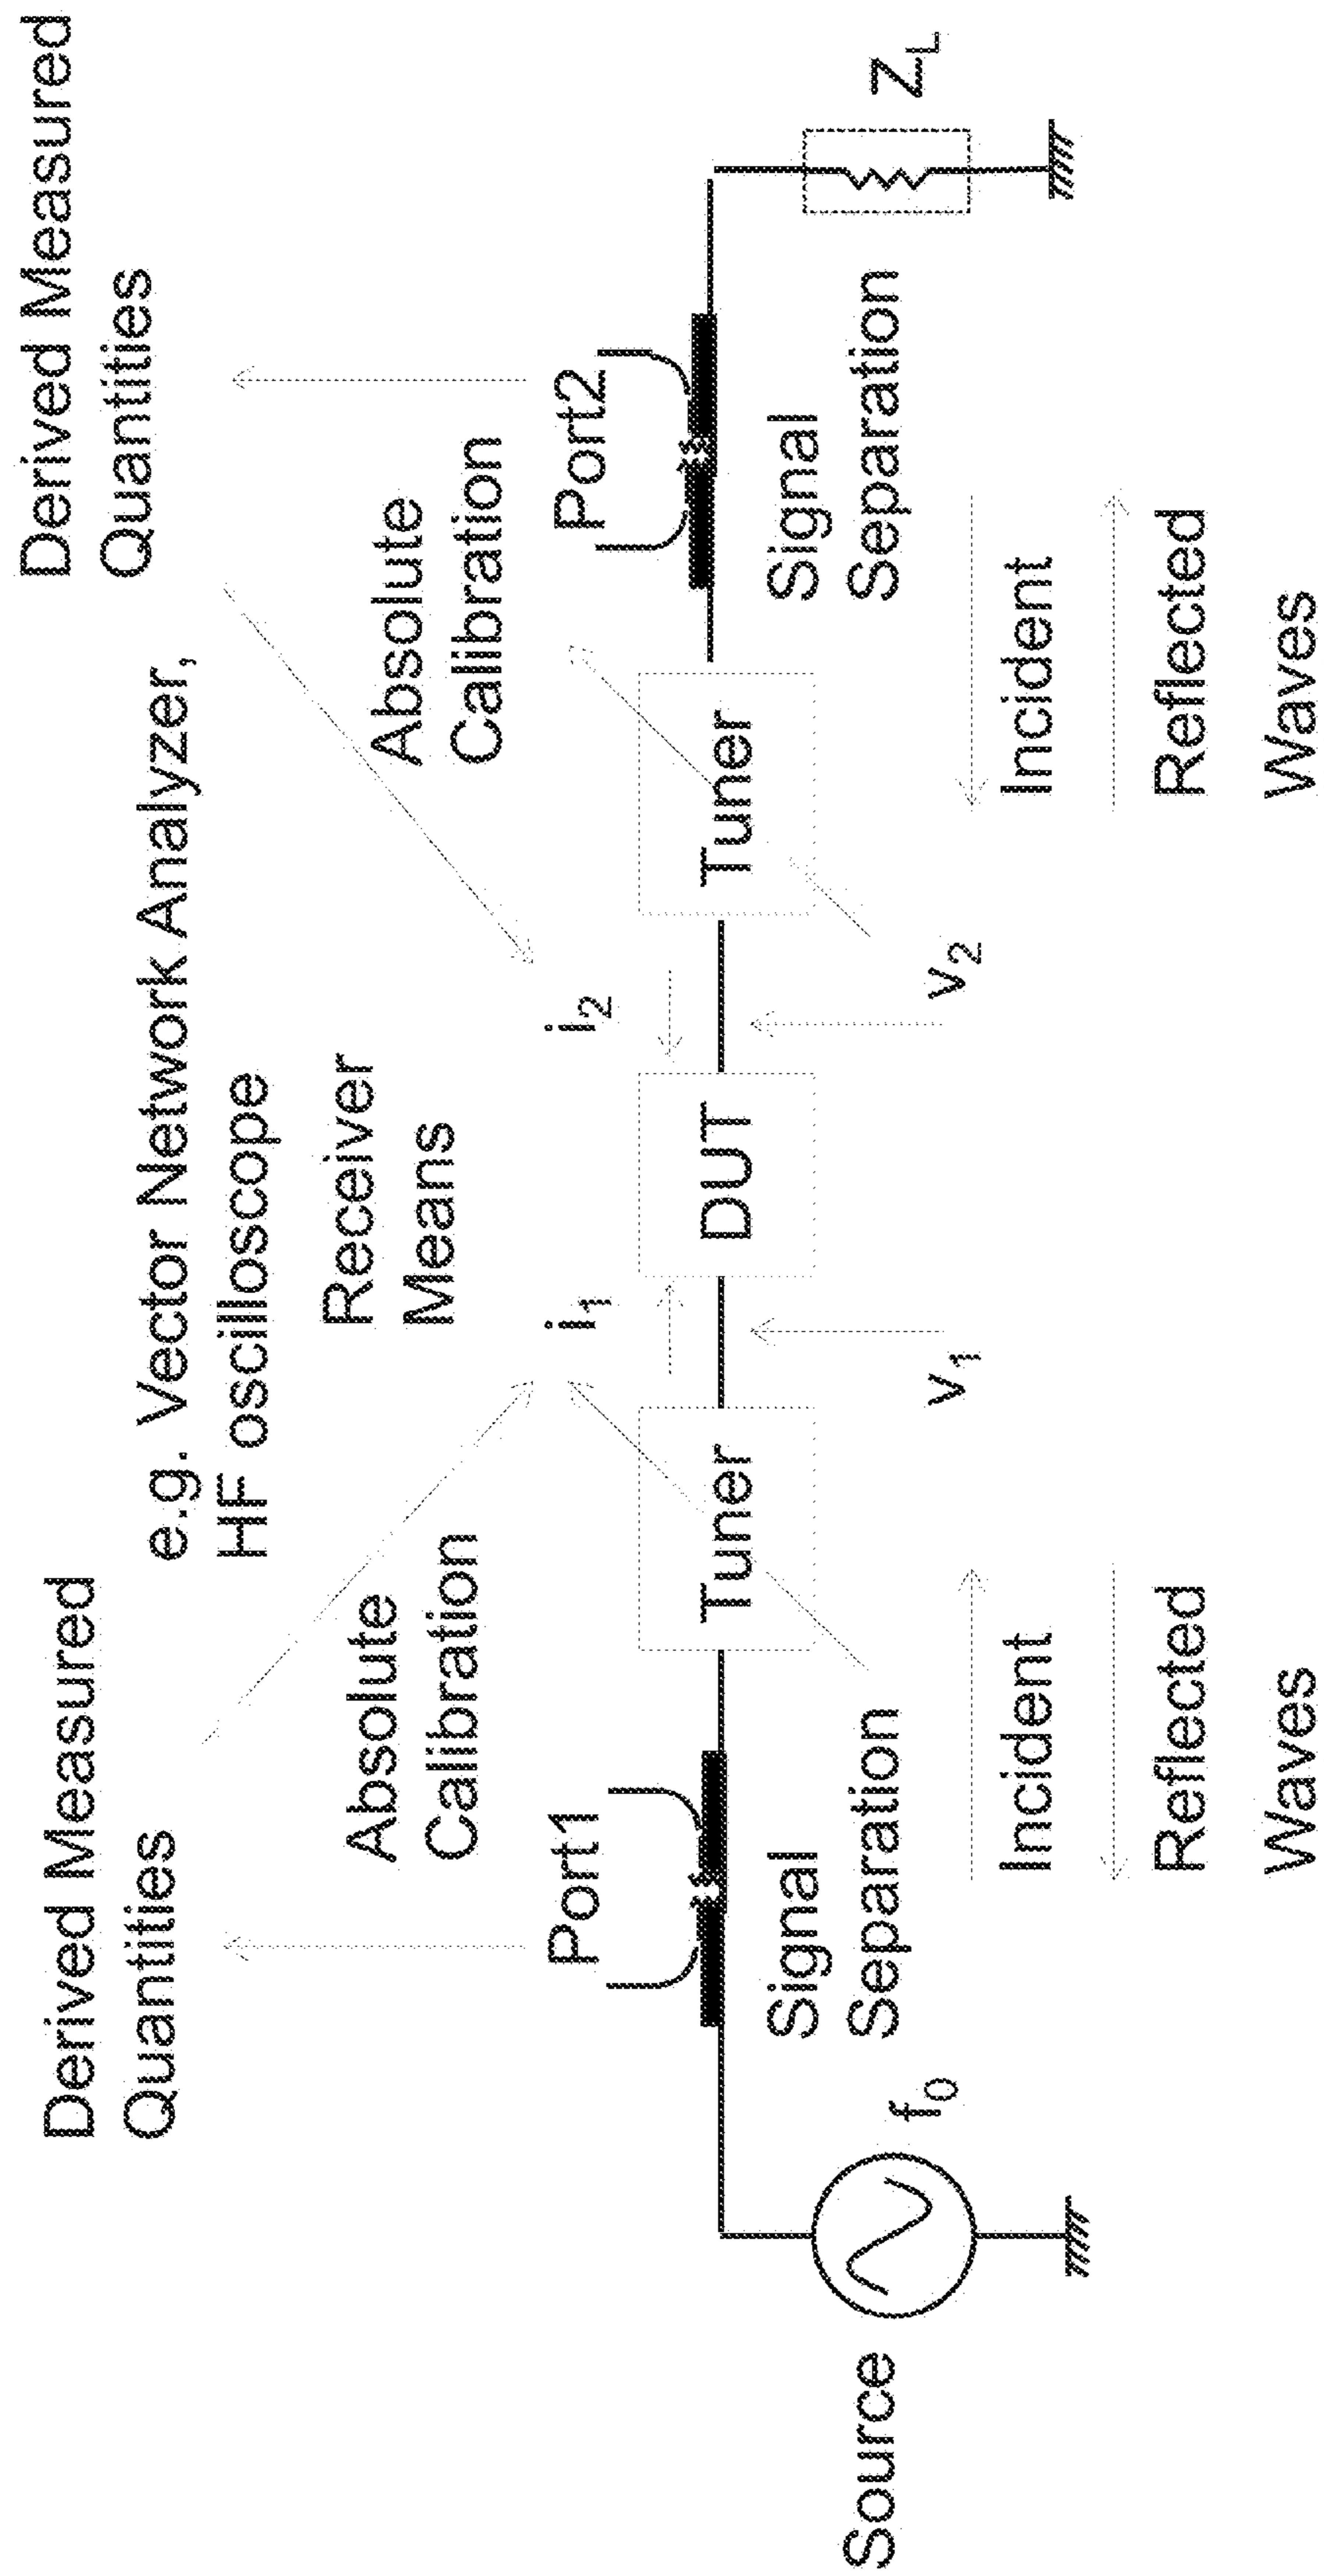 Derived Measured
Quantities
e.g. Vector Network Analyzer,
HF oscilloscope
Derived Measured
Quantities
Receiver
Means
Absolute
Calibration
Absolute
Calibration
Port1
i1
i2
Port2
Tuner
DUT
Tuner
Signal
Separation
Signal
Separation
Source
f0
v1
v2
ZL
Incident
Reflected
Waves
Incident
Reflected
Waves